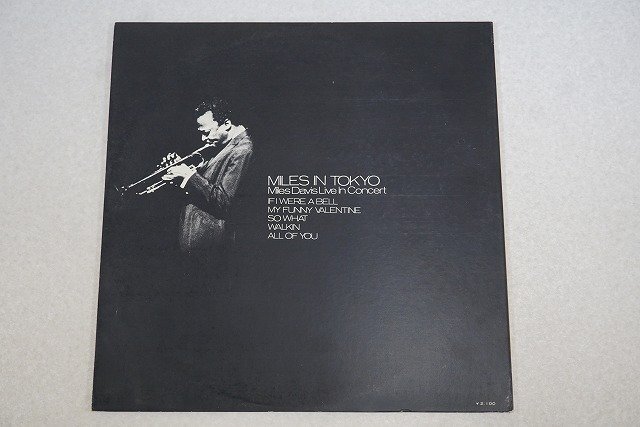 MILES IN TOKYO
Miles Davis Live In Concert
IF I WERE A BELL
MY FUNNY VALENTINE
SO WHAT
WALKIN
ALL OF YOU